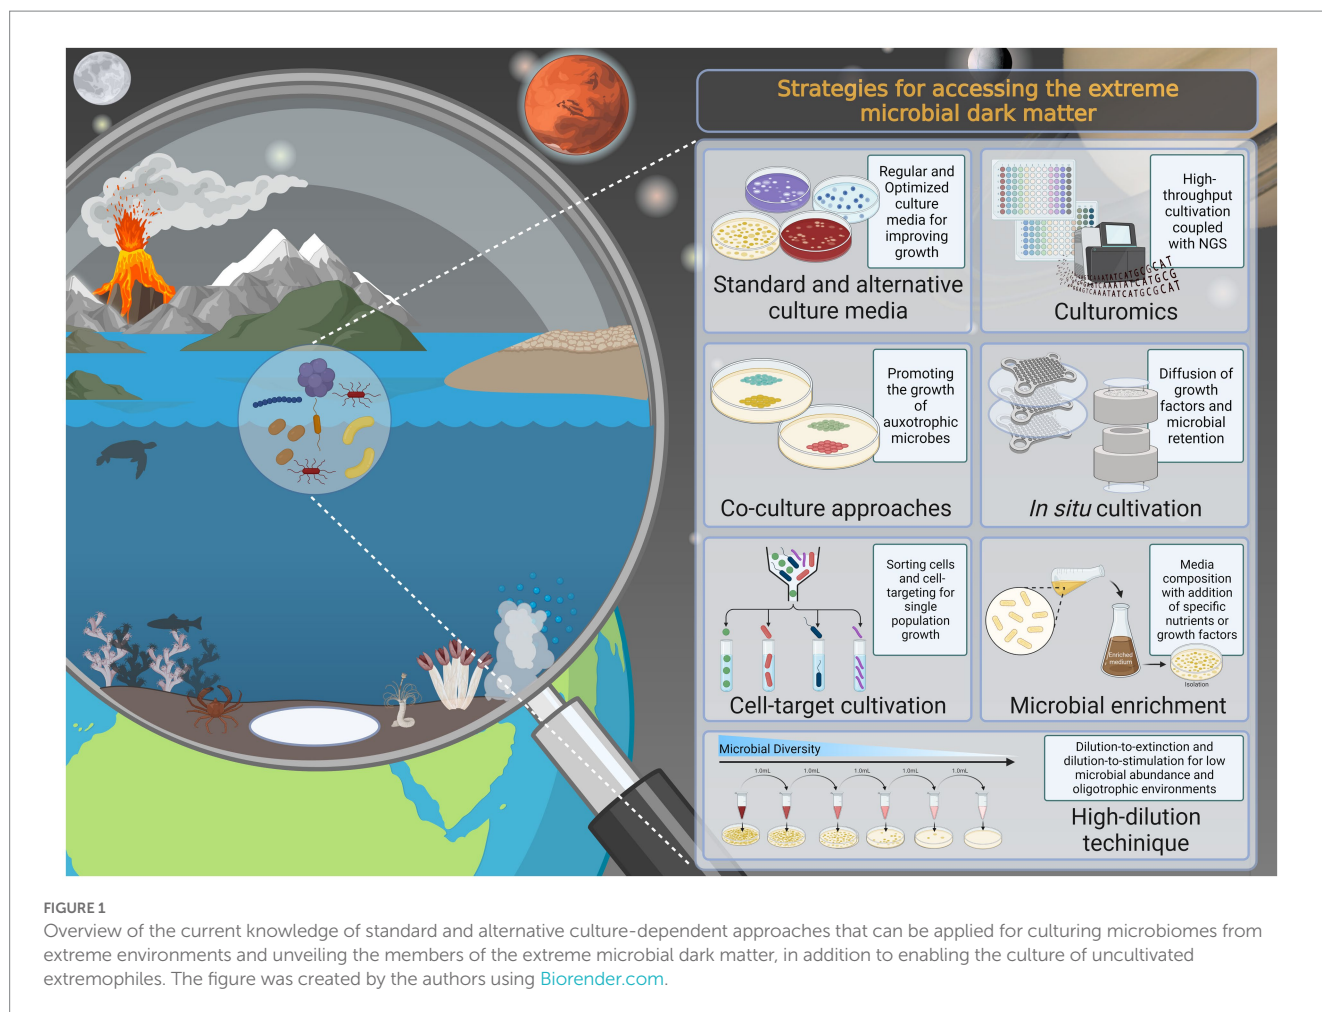 Strategies for accessing the extreme
microbial dark matter
Regular and
Optimized
culture
media for
improving
growth
Standard and alternative
culture media
High-
throughput
cultivation
coupled
with NGS
Culturomics
Promoting
the growth
of
auxotrophic
microbes
Co-culture approaches
Diffusion of
growth
factors and
microbial
retention
In situ cultivation
Sorting cells
and cell-
targeting for
single
population
growth
Cell-target cultivation
Media
composition
with addition
of specific
nutrients or
growth factors
Enriched
medium
Isolation
Microbial enrichment
Microbial Diversity
1.0mL 1.0mL 1.0mL 1.0mL 1.0mL
Dilution-to-extinction and
dilution-to-stimulation for low
microbial abundance and
oligotrophic environments
High-dilution
techinique
FIGURE 1
Overview of the current knowledge of standard and alternative culture-dependent approaches that can be applied for culturing microbiomes from
extreme environments and unveiling the members of the extreme microbial dark matter, in addition to enabling the culture of uncultivated
extremophiles. The figure was created by the authors using Biorender.com.